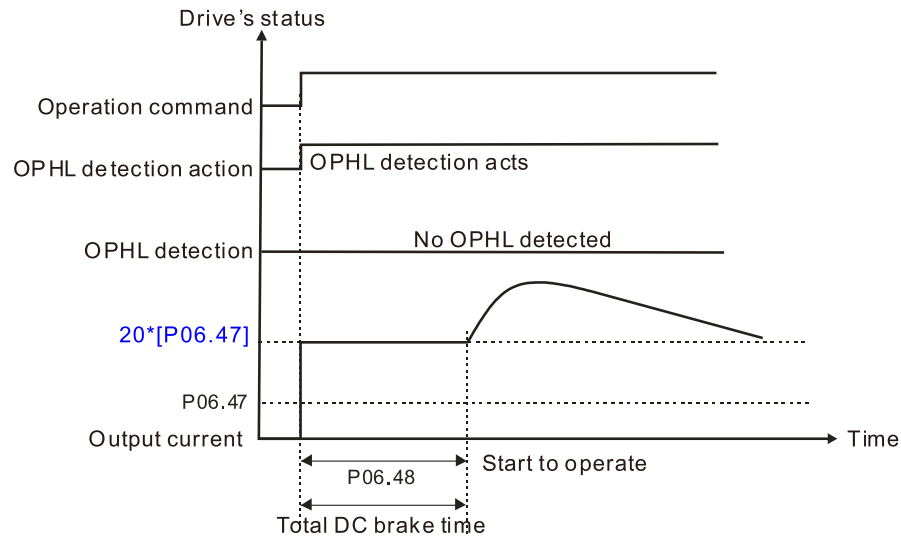 Drive's status
Operation command
OPHL detection action
OPHL detection acts
OPHL detection
No OPHL detected
20*[P06.47]
P06.47
Output current
Time
P06.48
Start to operate
Total DC brake time